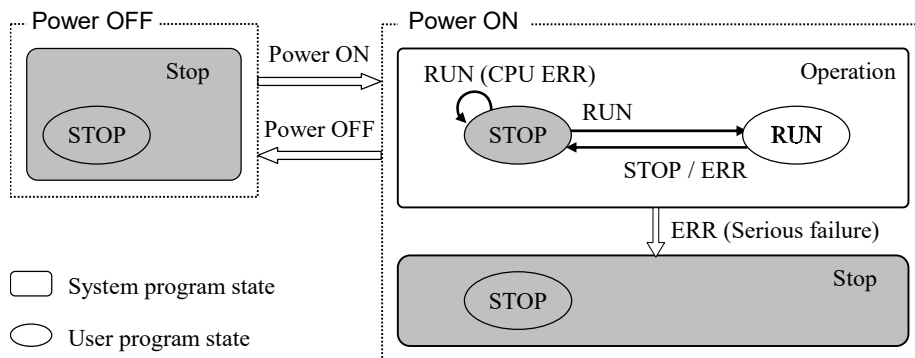 Power OFF
Stop
STOP
Power ON
Power OFF
Power ON
Operation
RUN (CPU ERR)
STOP
RUN
RUN
STOP / ERR
ERR (Serious failure)
Stop
STOP
System program state
User program state